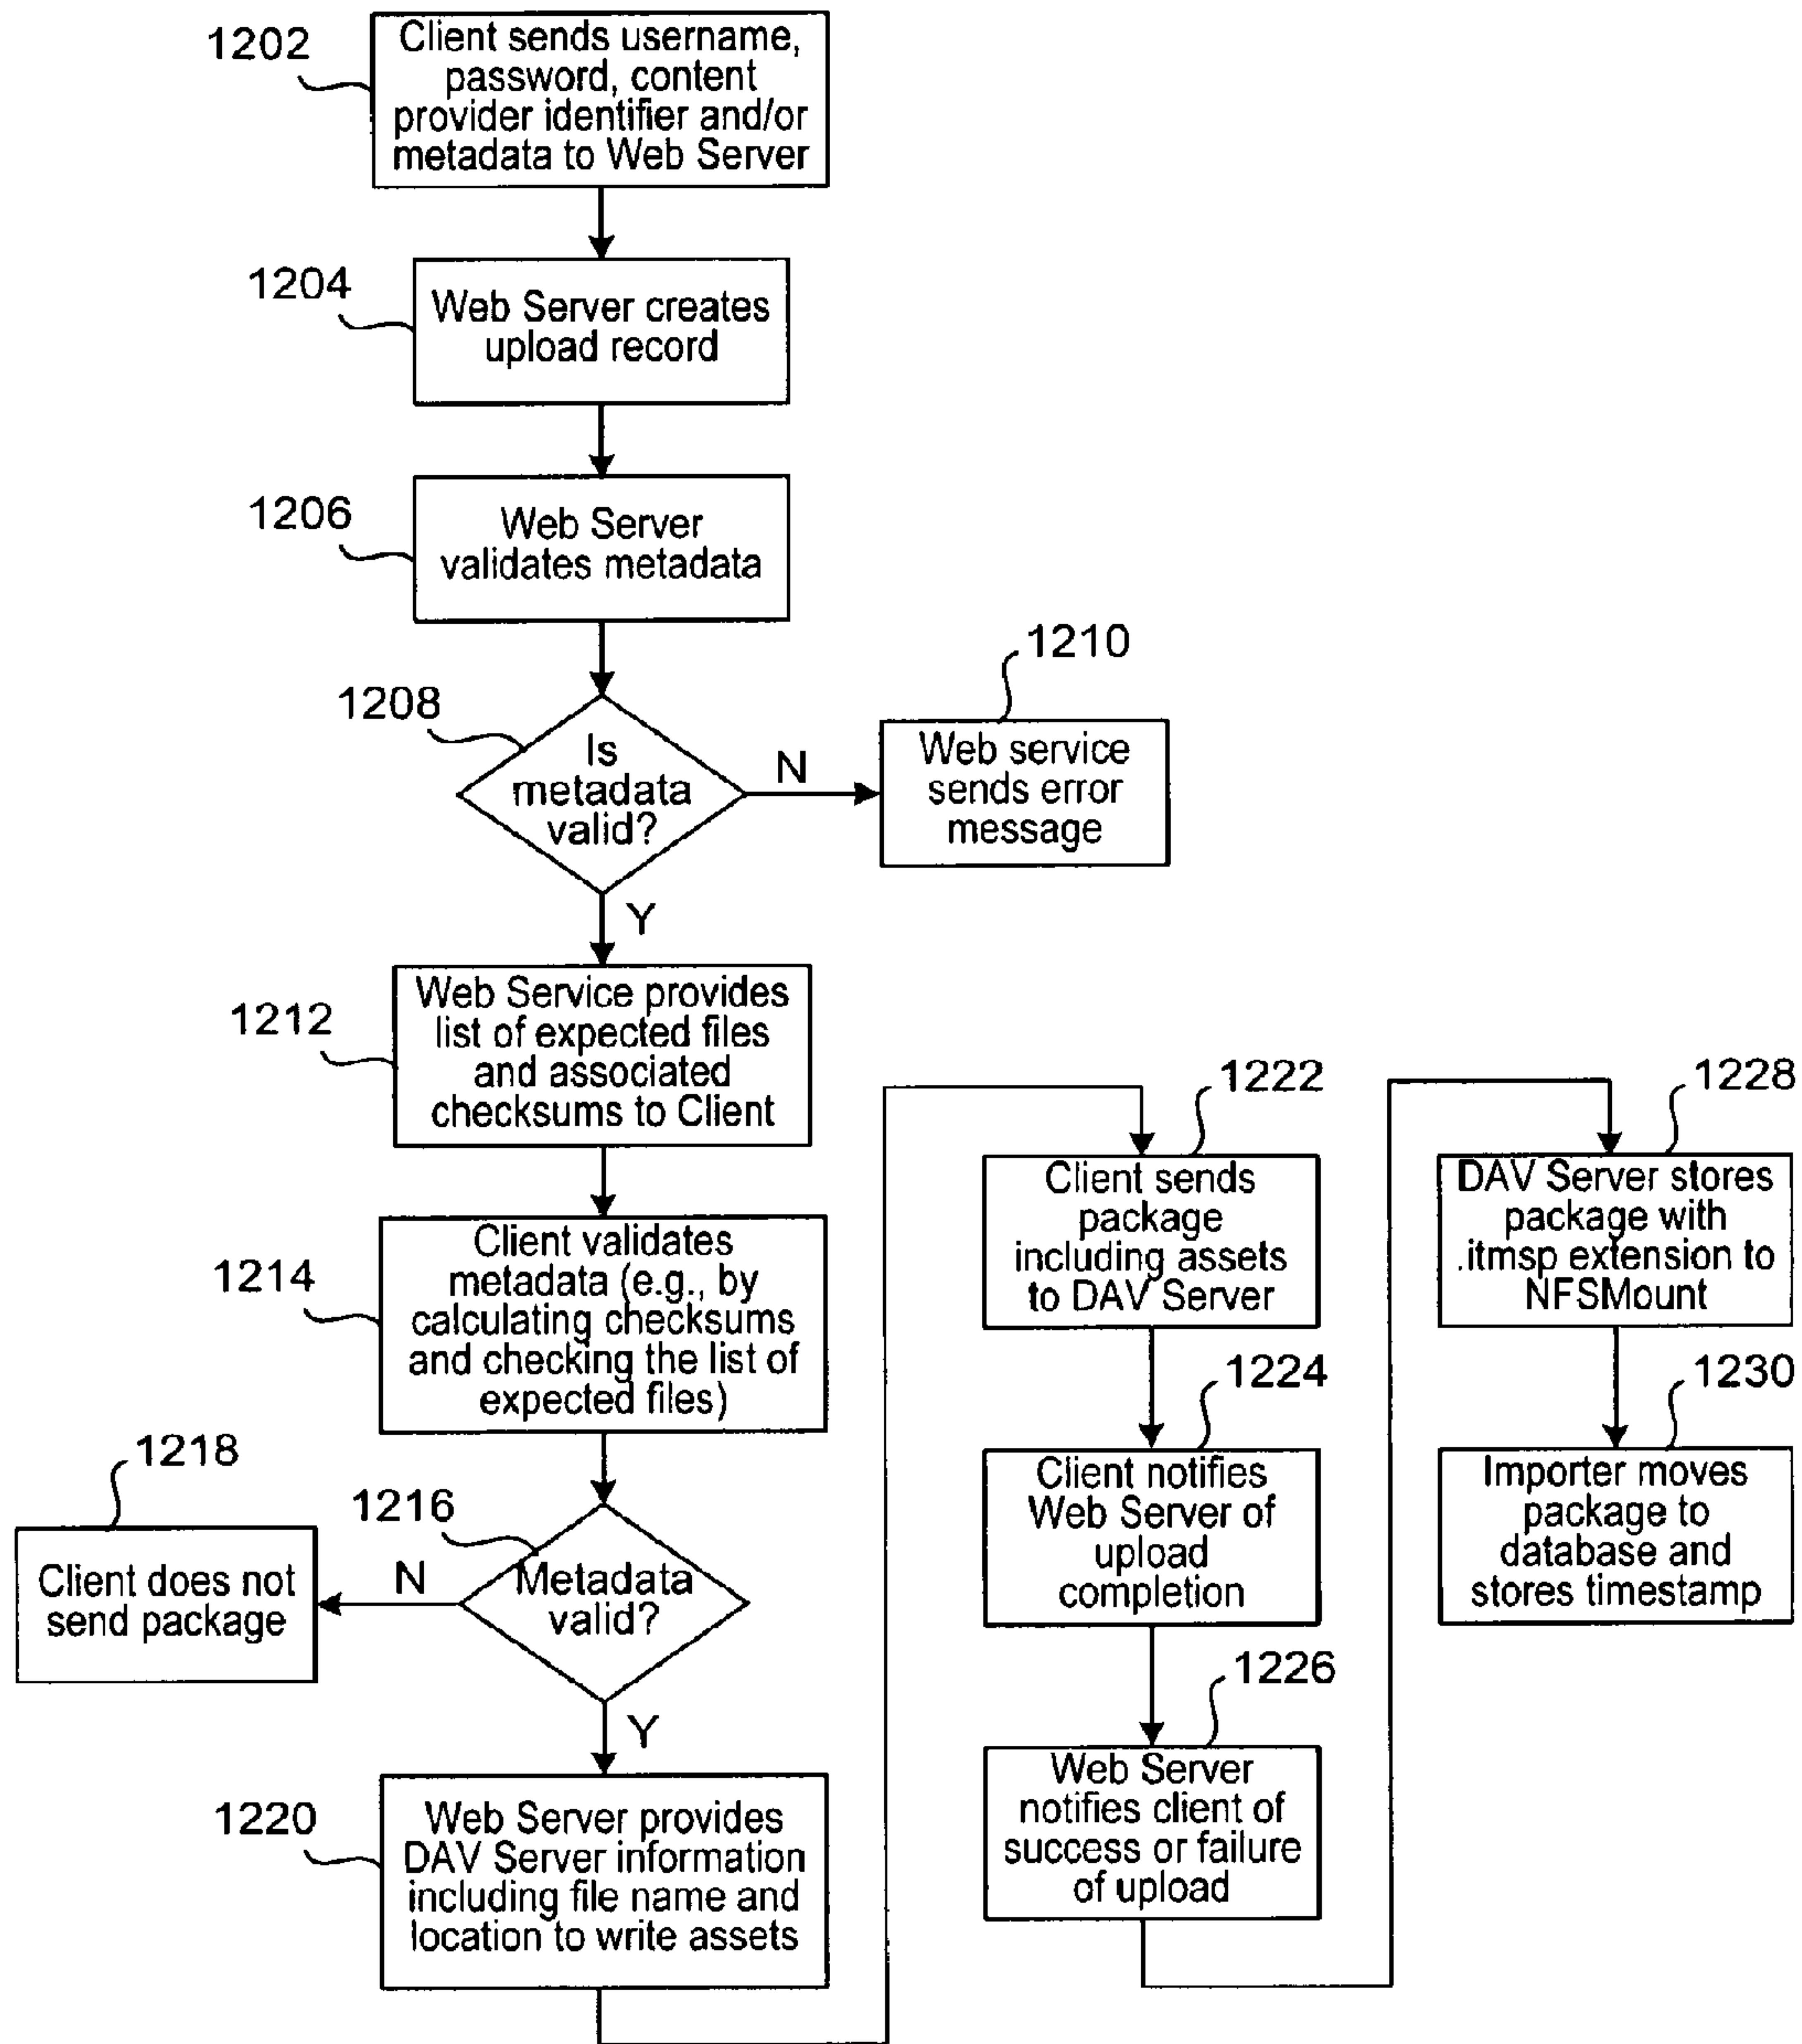 1202
Client sends username,
password, content
provider identifier and/or
metadata to Web Server
1204
Web Server creates
upload record
1206
Web Server
validates metadata
1208
Is
metadata
valid?
N
1210
Web service
sends error
message
Y
1212
Web Service provides
list of expected files
and associated
checksums to Client
1214
Client validates
metadata (e.g., by
calculating checksums
and checking the list of
expected files)
1216
Metadata
valid?
N
1218
Client does not
send package
Y
1220
Web Server provides
DAV Server information
including file name and
location to write assets
1222
Client sends
package
including assets
to DAV Server
1224
Client notifies
Web Server of
upload
completion
1226
Web Server
notifies client of
success or failure
of upload
1228
DAV Server stores
package with
.itmsp extension to
NFSMount
1230
Importer moves
package to
database and
stores timestamp